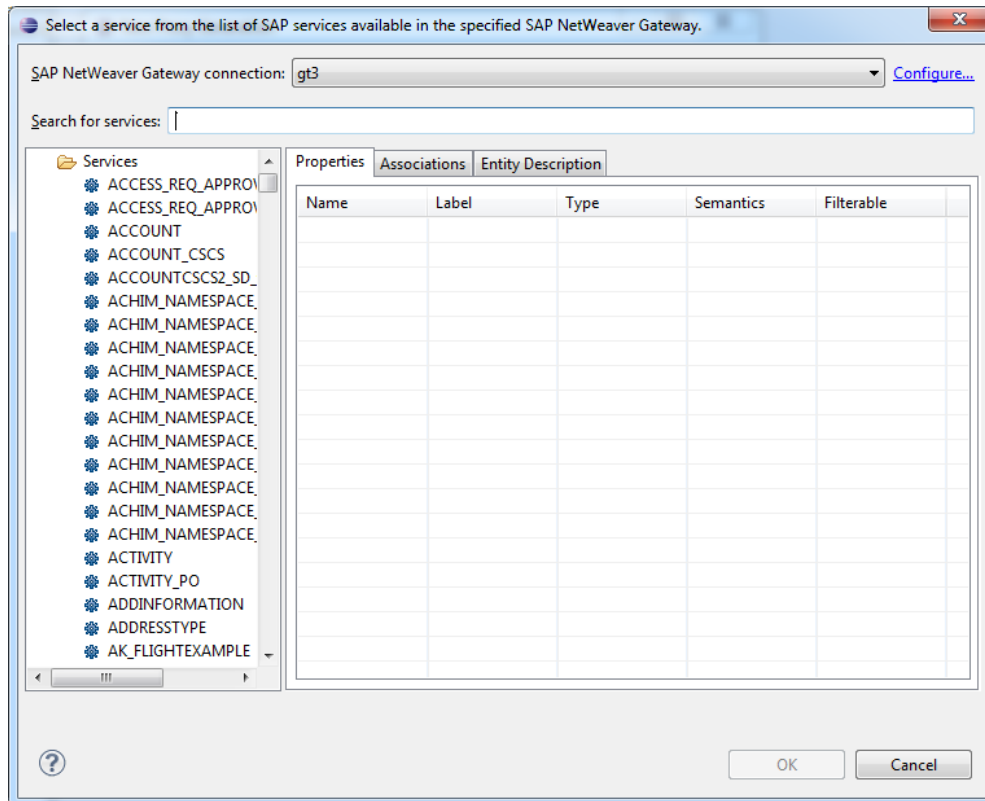 Select a service from the list of SAP services available in the specified SAP NetWeaver Gateway.
SAP NetWeaver Gateway connection: gt3 Configure...
Search for services:
Services
ACCESS_REQ_APPROV
ACCESS_REQ_APPROV
ACCOUNT
ACCOUNT_CSCS
ACCOUNTCSCS2_SD_
ACHIM_NAMESPACE_
ACHIM_NAMESPACE_
ACHIM_NAMESPACE_
ACHIM_NAMESPACE_
ACHIM_NAMESPACE_
ACHIM_NAMESPACE_
ACHIM_NAMESPACE_
ACHIM_NAMESPACE_
ACHIM_NAMESPACE_
ACHIM_NAMESPACE_
ACHIM_NAMESPACE_
ACTIVITY
ACTIVITY_PO
ADDINFORMATION
ADDRESSTYPE
AK_FLIGHTEXAMPLE
Properties Associations Entity Description
Name Label Type Semantics Filterable
OK Cancel